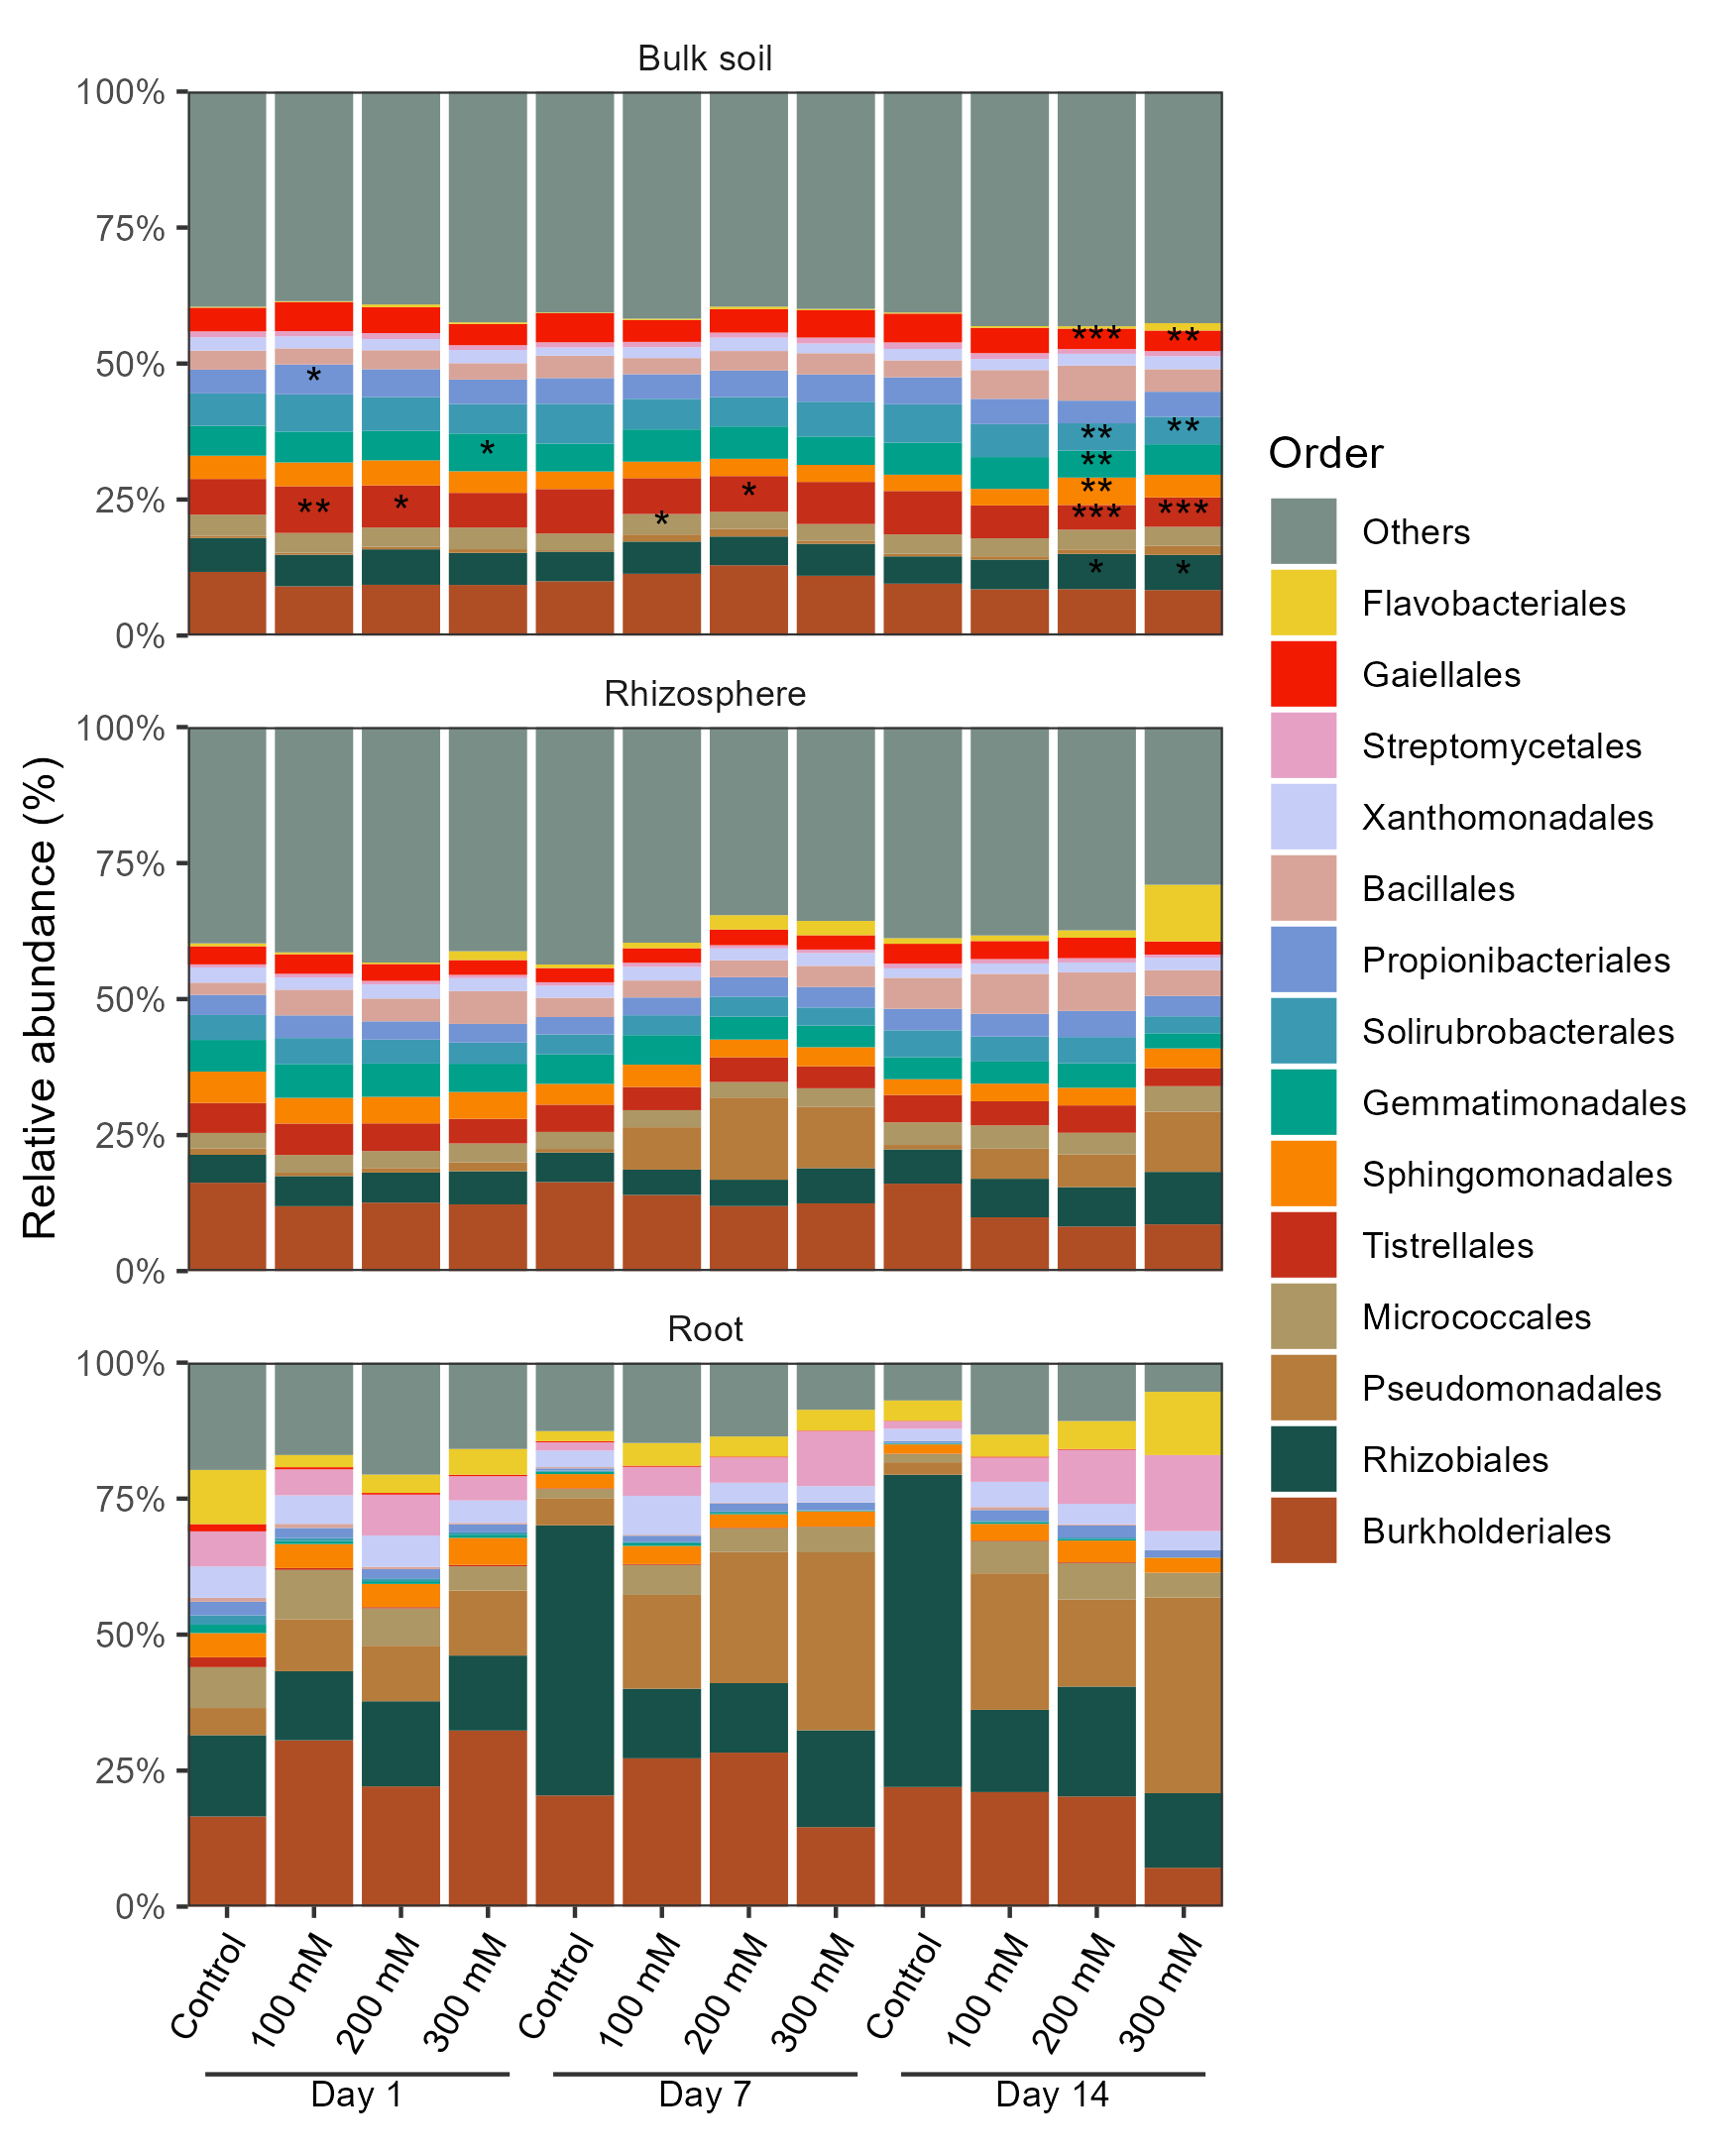 Bulk soil
100%
75%
50%
25%
0%
*
**
*
*
*
*
***
**
**
**
***
*
**
**
***
*
Rhizosphere
100%
75%
50%
25%
0%
Root
100%
75%
50%
25%
0%
Relative abundance (%)
Control 100 mM 200 mM 300 mM Control 100 mM 200 mM 300 mM Control 100 mM 200 mM 300 mM
Day 1 Day 7 Day 14
Order
Others
Flavobacteriales
Gaiellales
Streptomycetales
Xanthomonadales
Bacillales
Propionibacteriales
Solirubrobacterales
Gemmatimonadales
Sphingomonadales
Tistrellales
Micrococcales
Pseudomonadales
Rhizobiales
Burkholderiales